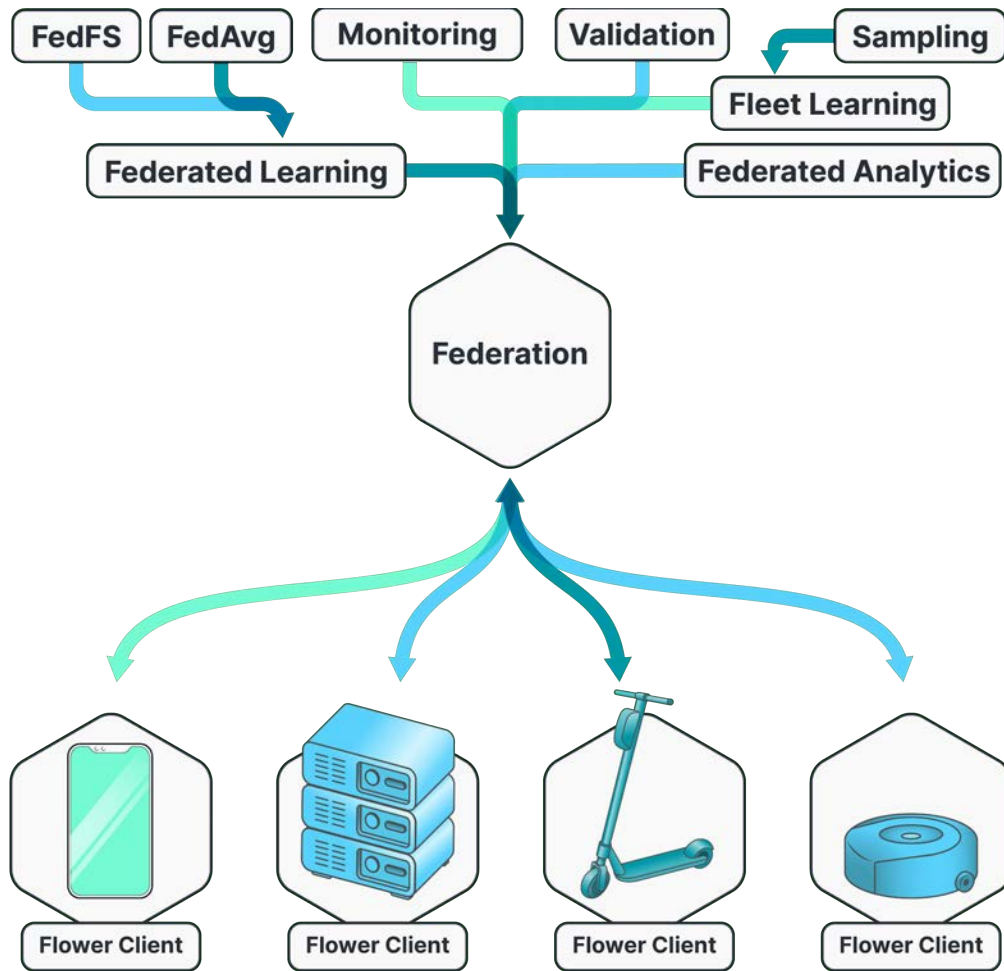 FedFS
FedAvg
Monitoring
Validation
Sampling
Fleet Learning
Federated Learning
Federated Analytics
Federation
Flower Client
Flower Client
Flower Client
Flower Client